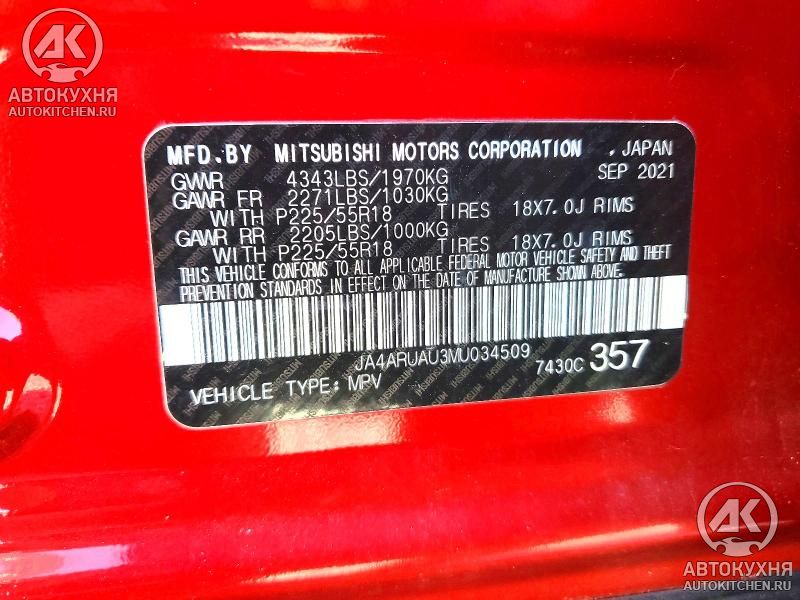 AK
АВТОКУХНЯ
AUTOKITCHEN.RU
MFD.BY MITSUBISHI MOTORS CORPORATION . JAPAN
SEP 2021
GVWR 4343LBS/1970KG
GAWR FR 2271LBS/1030KG
WITH P225/55R18 TIRES 18X7.0J RIMS
GAWR RR 2205LBS/1000KG
WITH P225/55R18 TIRES 18X7.0J RIMS
THIS VEHICLE CONFORMS TO ALL APPLICABLE FEDERAL MOTOR VEHICLE SAFETY AND THEFT
PREVENTION STANDARDS IN EFFECT ON THE DATE OF MANUFACTURE SHOWN ABOVE.
JA4ARUAU3MU034509
7430C 357
VEHICLE TYPE: MPV
AK
АВТОКУХНЯ
AUTOKITCHEN.RU